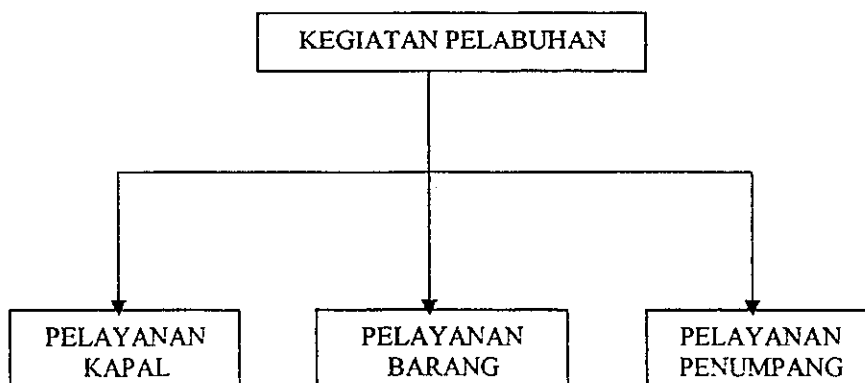 KEGIATAN PELABUHAN
PELAYANAN
KAPAL
PELAYANAN
BARANG
PELAYANAN
PENUMPANG